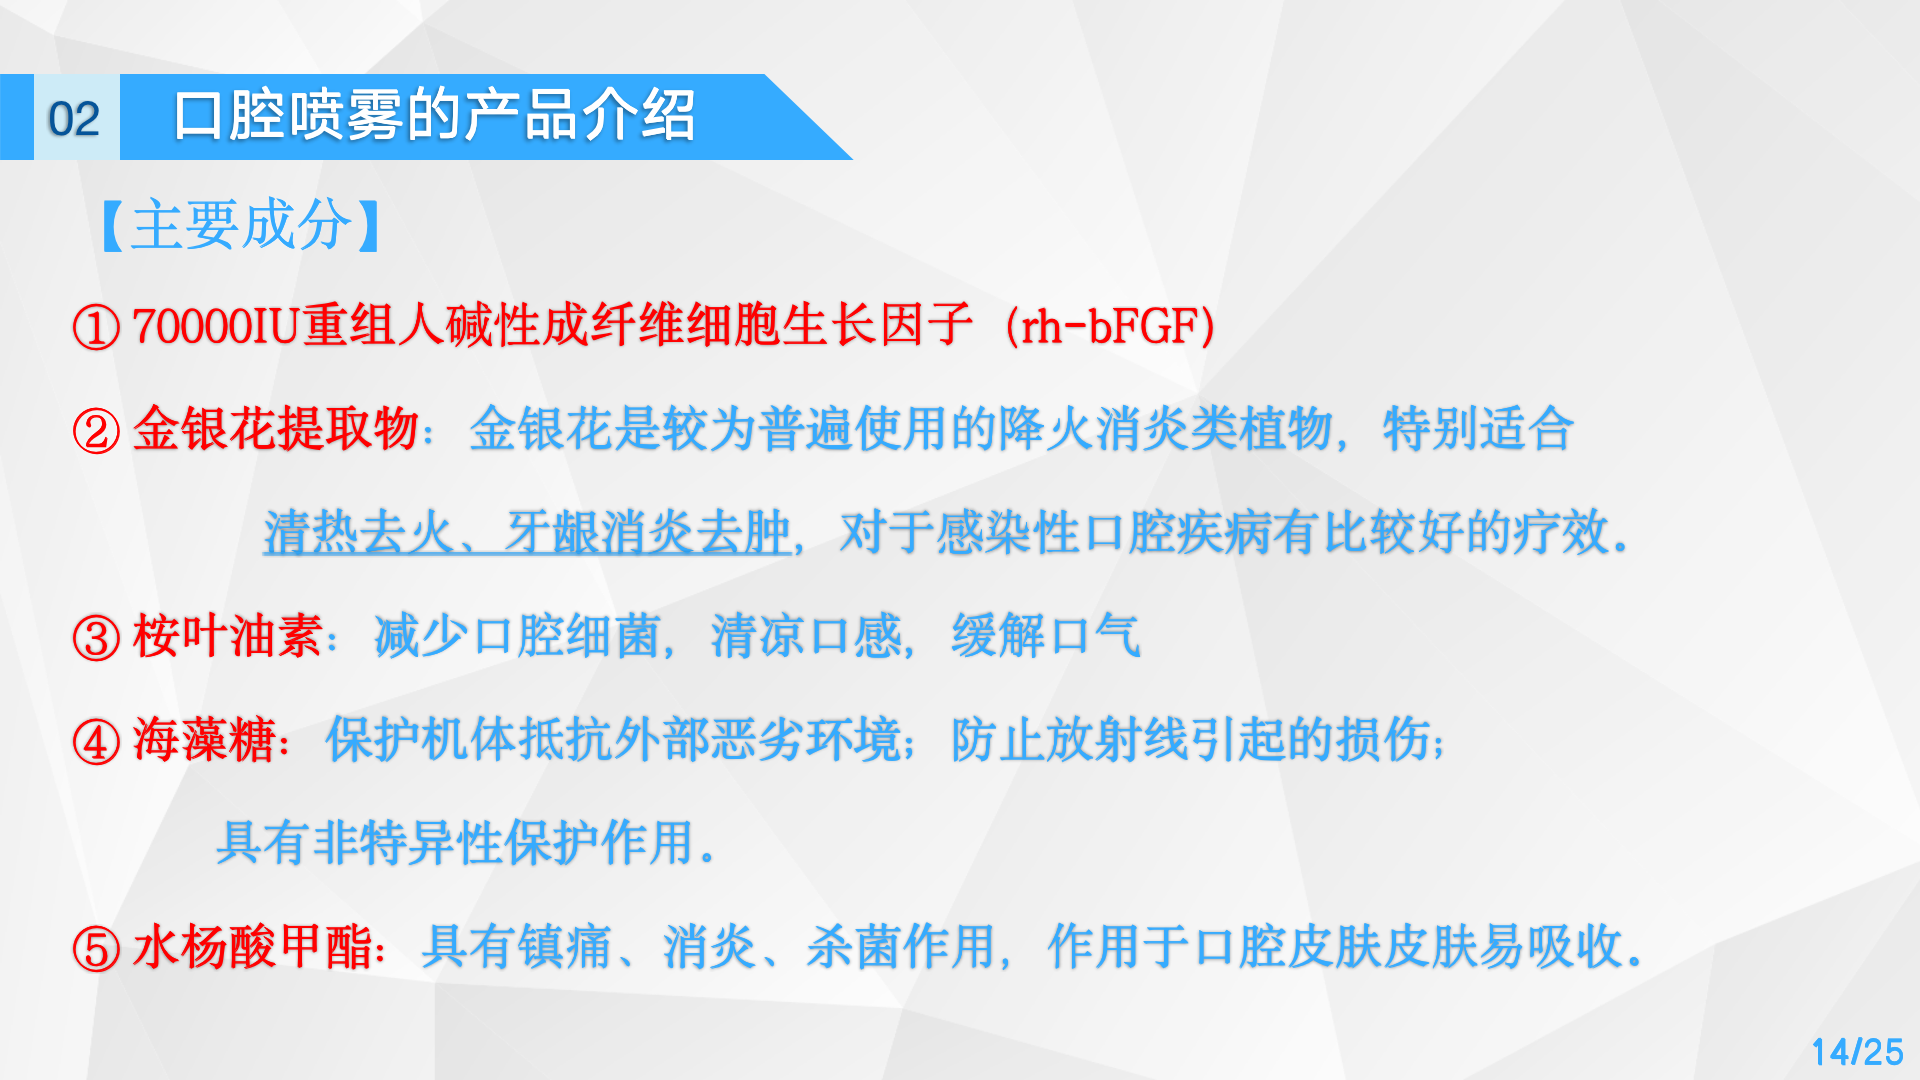 02
口腔喷雾的产品介绍
【主要成分】
① 70000IU重组人碱性成纤维细胞生长因子（rh-bFGF）
② 金银花提取物：金银花是较为普遍使用的降火消炎类植物，特别适合
清热去火、牙龈消炎去肿，对于感染性口腔疾病有比较好的疗效。
③ 桉叶油素：减少口腔细菌，清凉口感，缓解口气
④ 海藻糖：保护机体抵抗外部恶劣环境；防止放射线引起的损伤；
具有非特异性保护作用。
⑤ 水杨酸甲酯：具有镇痛、消炎、杀菌作用，作用于口腔皮肤皮肤易吸收。
14/25